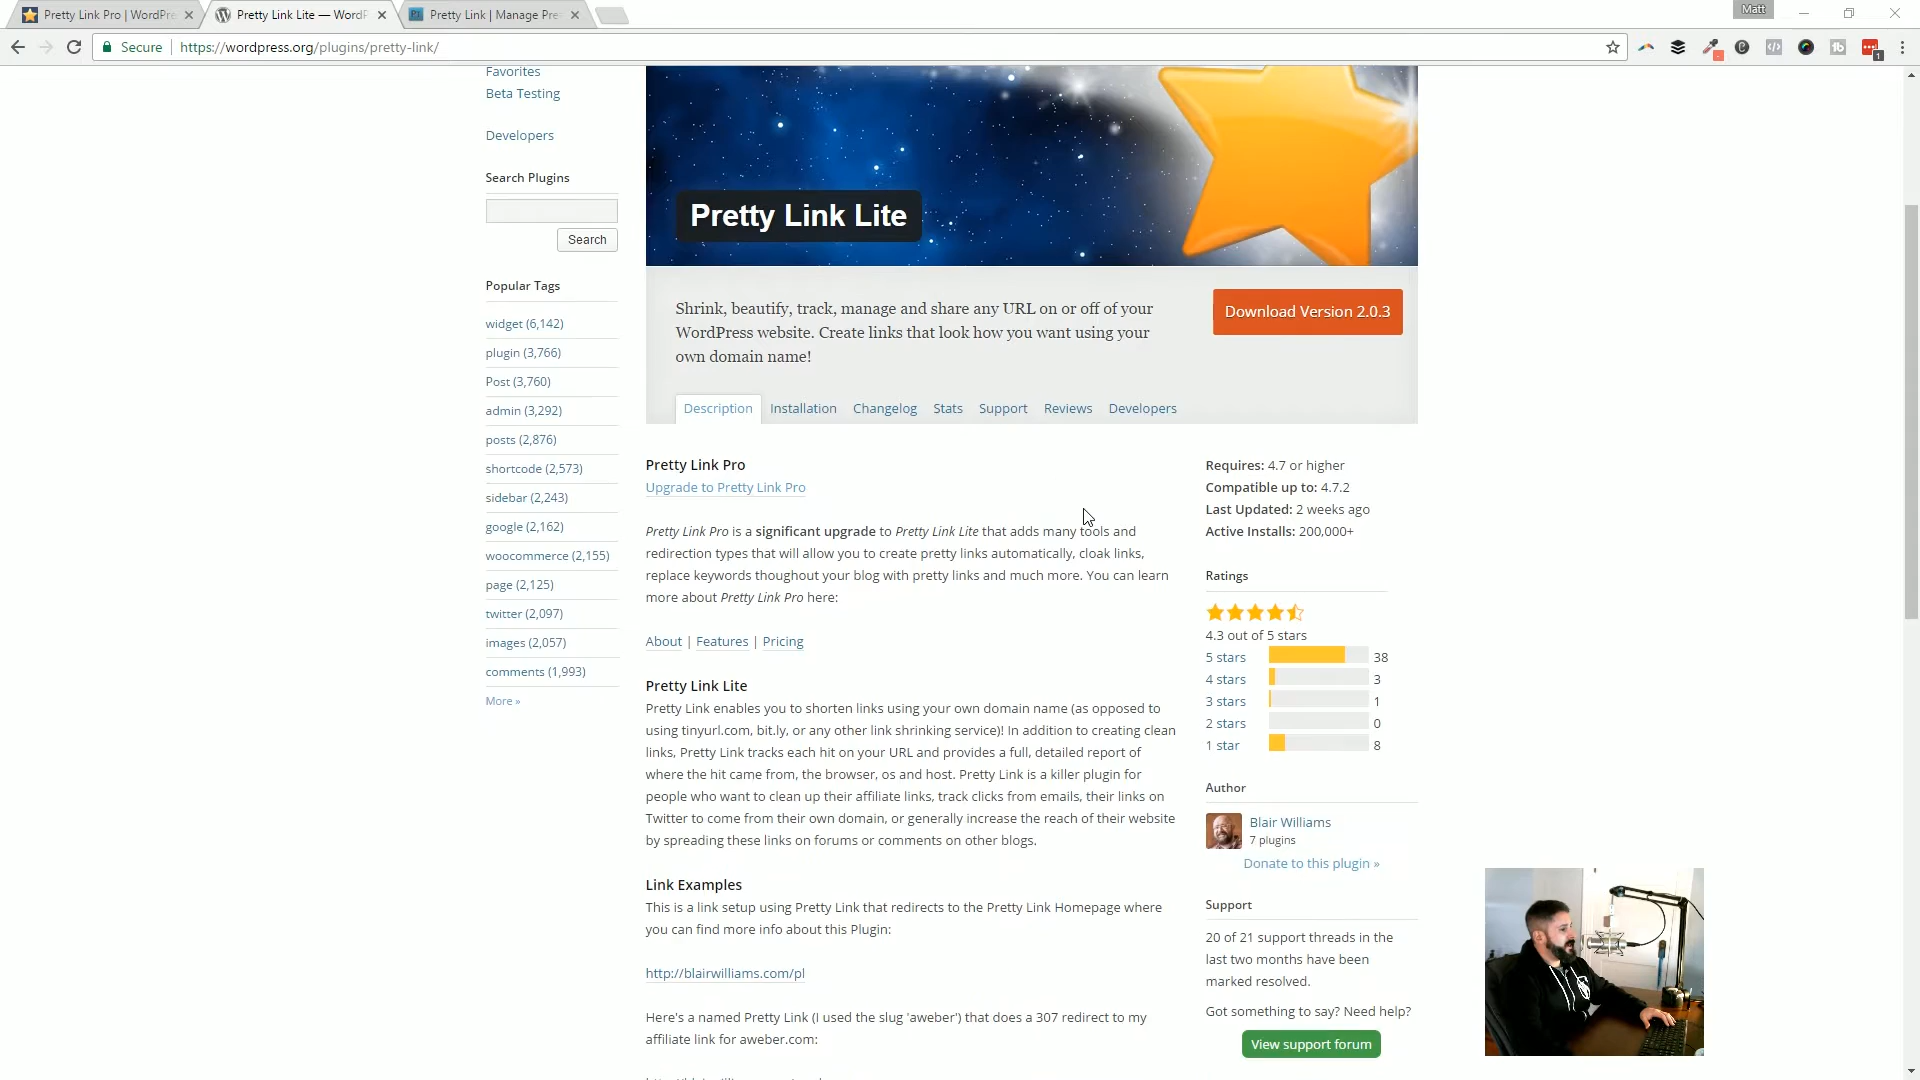 Pretty Link Pro | WordPre
Pretty Link Lite — WordP
Pretty Link | Manage Pre
Matt
Secure
https://wordpress.org/plugins/pretty-link/
1
Favorites
Beta Testing
Developers
Search Plugins
Search
Popular Tags
widget (6,142)
plugin (3,766)
Post (3,760)
admin (3,292)
posts (2,876)
shortcode (2,573)
sidebar (2,243)
google (2,162)
woocommerce (2,155)
page (2,125)
twitter (2,097)
images (2,057)
comments (1,993)
More »
Pretty Link Lite
Shrink, beautify, track, manage and share any URL on or off of your
WordPress website. Create links that look how you want using your
own domain name!
Download Version 2.0.3
Description Installation Changelog Stats Support Reviews Developers
Pretty Link Pro
Upgrade to Pretty Link Pro
Pretty Link Pro is a significant upgrade to Pretty Link Lite that adds many tools and
redirection types that will allow you to create pretty links automatically, cloak links,
replace keywords thoughout your blog with pretty links and much more. You can learn
more about Pretty Link Pro here:
About | Features | Pricing
Pretty Link Lite
Pretty Link enables you to shorten links using your own domain name (as opposed to
using tinyurl.com, bit.ly, or any other link shrinking service)! In addition to creating clean
links, Pretty Link tracks each hit on your URL and provides a full, detailed report of
where the hit came from, the browser, os and host. Pretty Link is a killer plugin for
people who want to clean up their affiliate links, track clicks from emails, their links on
Twitter to come from their own domain, or generally increase the reach of their website
by spreading these links on forums or comments on other blogs.
Link Examples
This is a link setup using Pretty Link that redirects to the Pretty Link Homepage where
you can find more info about this Plugin:
http://blairwilliams.com/pl
Here's a named Pretty Link (I used the slug 'aweber') that does a 307 redirect to my
affiliate link for aweber.com:
Requires: 4.7 or higher
Compatible up to: 4.7.2
Last Updated: 2 weeks ago
Active Installs: 200,000+
Ratings
4.3 out of 5 stars
5 stars 38
4 stars 3
3 stars 1
2 stars 0
1 star 8
Author
Blair Williams
7 plugins
Donate to this plugin »
Support
20 of 21 support threads in the
last two months have been
marked resolved.
Got something to say? Need help?
View support forum